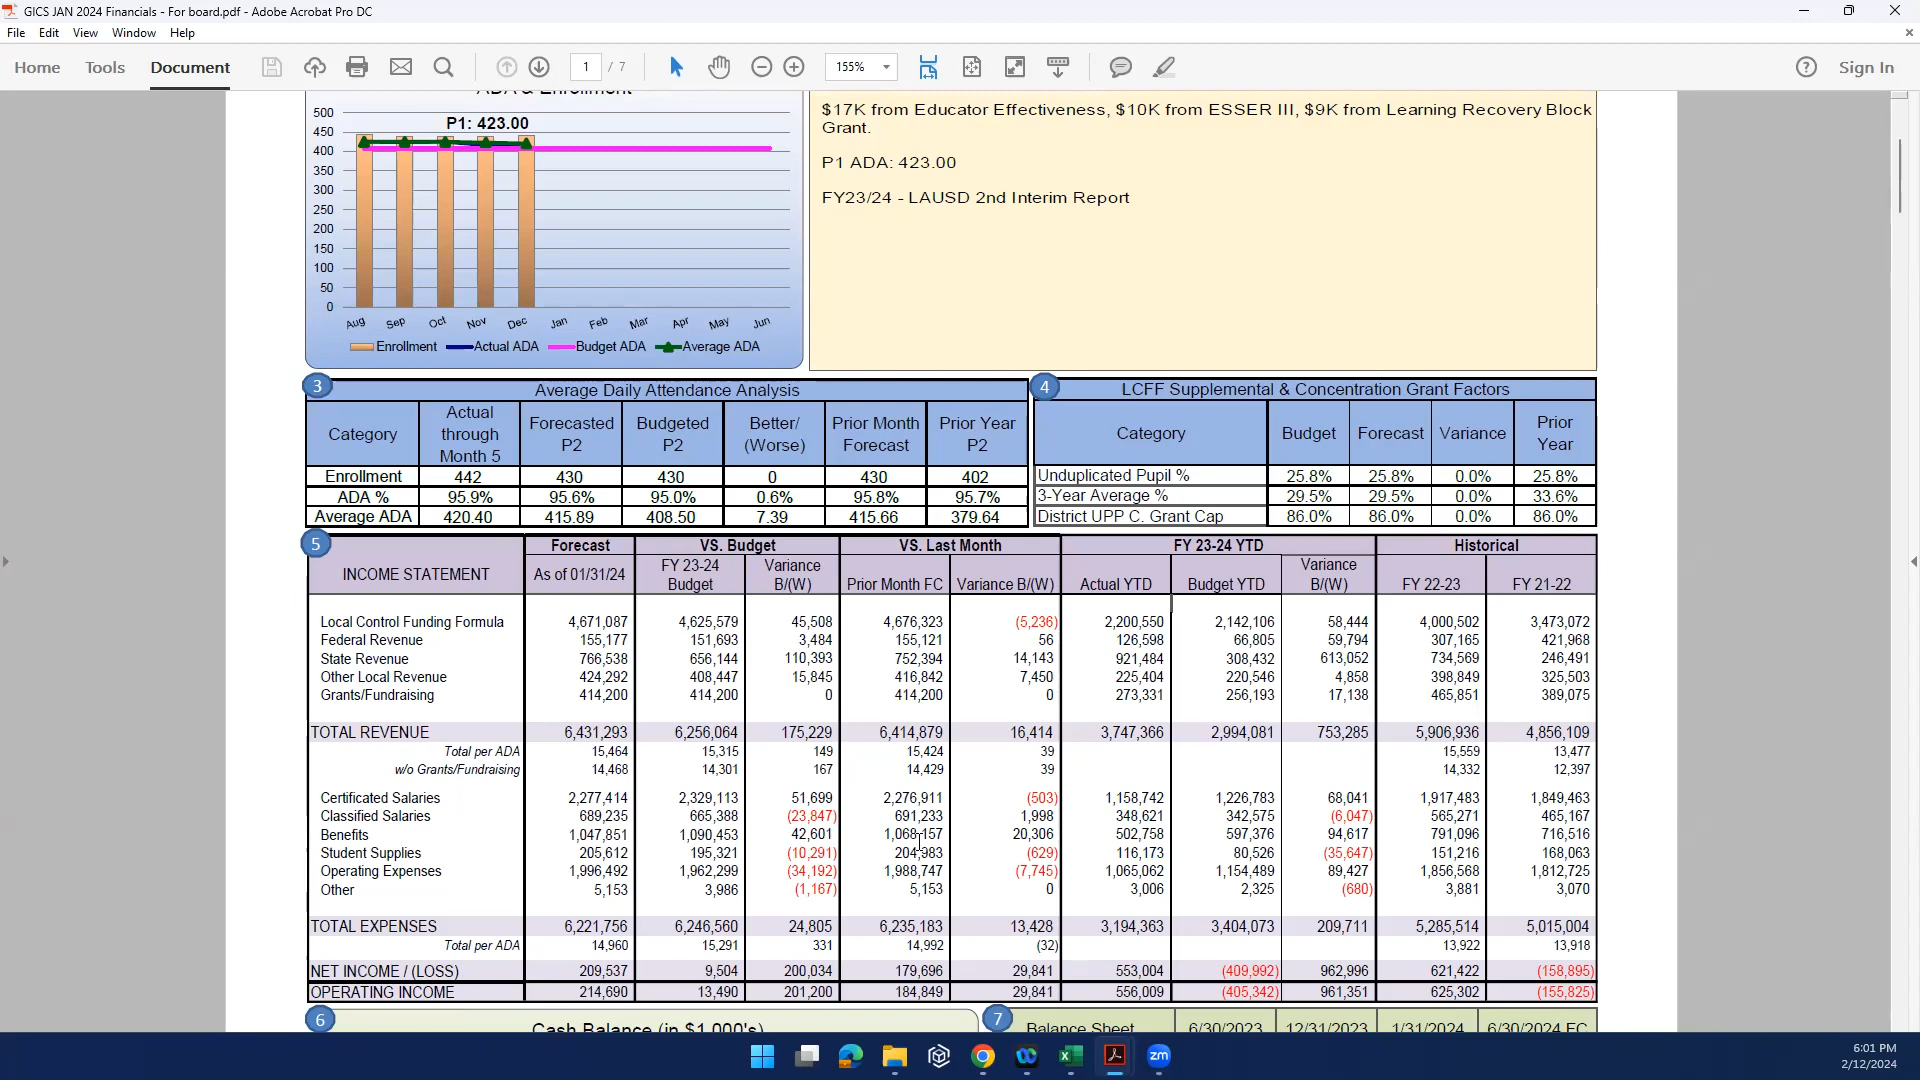 GICS JAN 2024 Financials - For board.pdf - Adobe Acrobat Pro DC
File Edit View Window Help
Home Tools Document 1 / 7 155% Sign In
ADA & Enrollment
P1: 423.00
500
450
400
350
300
250
200
150
100
50
0
Aug Sep Oct Nov Dec Jan Feb Mar Apr May Jun
Enrollment Actual ADA Budget ADA Average ADA
$17K from Educator Effectiveness, $10K from ESSER III, $9K from Learning Recovery Block
Grant.
P1 ADA: 423.00
FY23/24 - LAUSD 2nd Interim Report
3 Average Daily Attendance Analysis
Category Actual through Month 5 Forecasted P2 Budgeted P2 Better/ (Worse) Prior Month Forecast Prior Year P2
Enrollment 442 430 430 0 430 402
ADA % 95.9% 95.6% 95.0% 0.6% 95.8% 95.7%
Average ADA 420.40 415.89 408.50 7.39 415.66 379.64
4 LCFF Supplemental & Concentration Grant Factors
Category Budget Forecast Variance Prior Year
Unduplicated Pupil % 25.8% 25.8% 0.0% 25.8%
3-Year Average % 29.5% 29.5% 0.0% 33.6%
District UPP C. Grant Cap 86.0% 86.0% 0.0% 86.0%
5 Forecast VS. Budget VS. Last Month FY 23-24 YTD Historical
INCOME STATEMENT As of 01/31/24 FY 23-24 Budget Variance B/(W) Prior Month FC Variance B/(W) Actual YTD Budget YTD Variance B/(W) FY 22-23 FY 21-22
Local Control Funding Formula 4,671,087 4,625,579 45,508 4,676,323 (5,236) 2,200,550 2,142,106 58,444 4,000,502 3,473,072
Federal Revenue 155,177 151,693 3,484 155,121 56 126,598 66,805 59,794 307,165 421,968
State Revenue 766,538 656,144 110,393 752,394 14,143 921,484 308,432 613,052 734,569 246,491
Other Local Revenue 424,292 408,447 15,845 416,842 7,450 225,404 220,546 4,858 398,849 325,503
Grants/Fundraising 414,200 414,200 0 414,200 0 273,331 256,193 17,138 465,851 389,075
TOTAL REVENUE 6,431,293 6,256,064 175,229 6,414,879 16,414 3,747,366 2,994,081 753,285 5,906,936 4,856,109
Total per ADA 15,464 15,315 149 15,424 39 15,559 13,477
w/o Grants/Fundraising 14,468 14,301 167 14,429 39 14,332 12,397
Certificated Salaries 2,277,414 2,329,113 51,699 2,276,911 (503) 1,158,742 1,226,783 68,041 1,917,483 1,849,463
Classified Salaries 689,235 665,388 (23,847) 691,233 1,998 348,621 342,575 (6,047) 565,271 465,167
Benefits 1,047,851 1,090,453 42,601 1,068,157 20,306 502,758 597,376 94,617 791,096 716,516
Student Supplies 205,612 195,321 (10,291) 204,983 (629) 116,173 80,526 (35,647) 151,216 168,063
Operating Expenses 1,996,492 1,962,299 (34,192) 1,988,747 (7,745) 1,065,062 1,154,489 89,427 1,856,568 1,812,725
Other 5,153 3,986 (1,167) 5,153 0 3,006 2,325 (680) 3,881 3,070
TOTAL EXPENSES 6,221,756 6,246,560 24,805 6,235,183 13,428 3,194,363 3,404,073 209,711 5,285,514 5,015,004
Total per ADA 14,960 15,291 331 14,992 (32) 13,922 13,918
NET INCOME / (LOSS) 209,537 9,504 200,034 179,696 29,841 553,004 (409,992) 962,996 621,422 (158,895)
OPERATING INCOME 214,690 13,490 201,200 184,849 29,841 556,009 (405,342) 961,351 625,302 (155,825)
6 Cash Balance (in $1,000's)
7 Balance Sheet 6/30/2023 12/31/2023 1/31/2024 6/30/2024 FC
zm
6:01 PM
2/12/2024